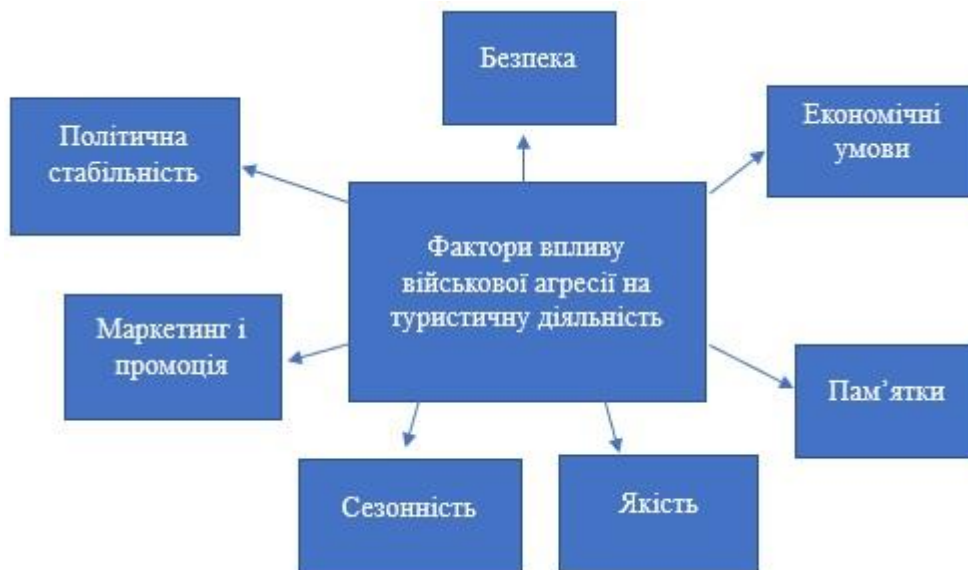 Безпека
Політична
стабільність
Економічні
умови
Фактори впливу
військової агресії на
туристичну діяльність
Маркетинг і
промоція
Пам’ятки
Сезонність
Якість